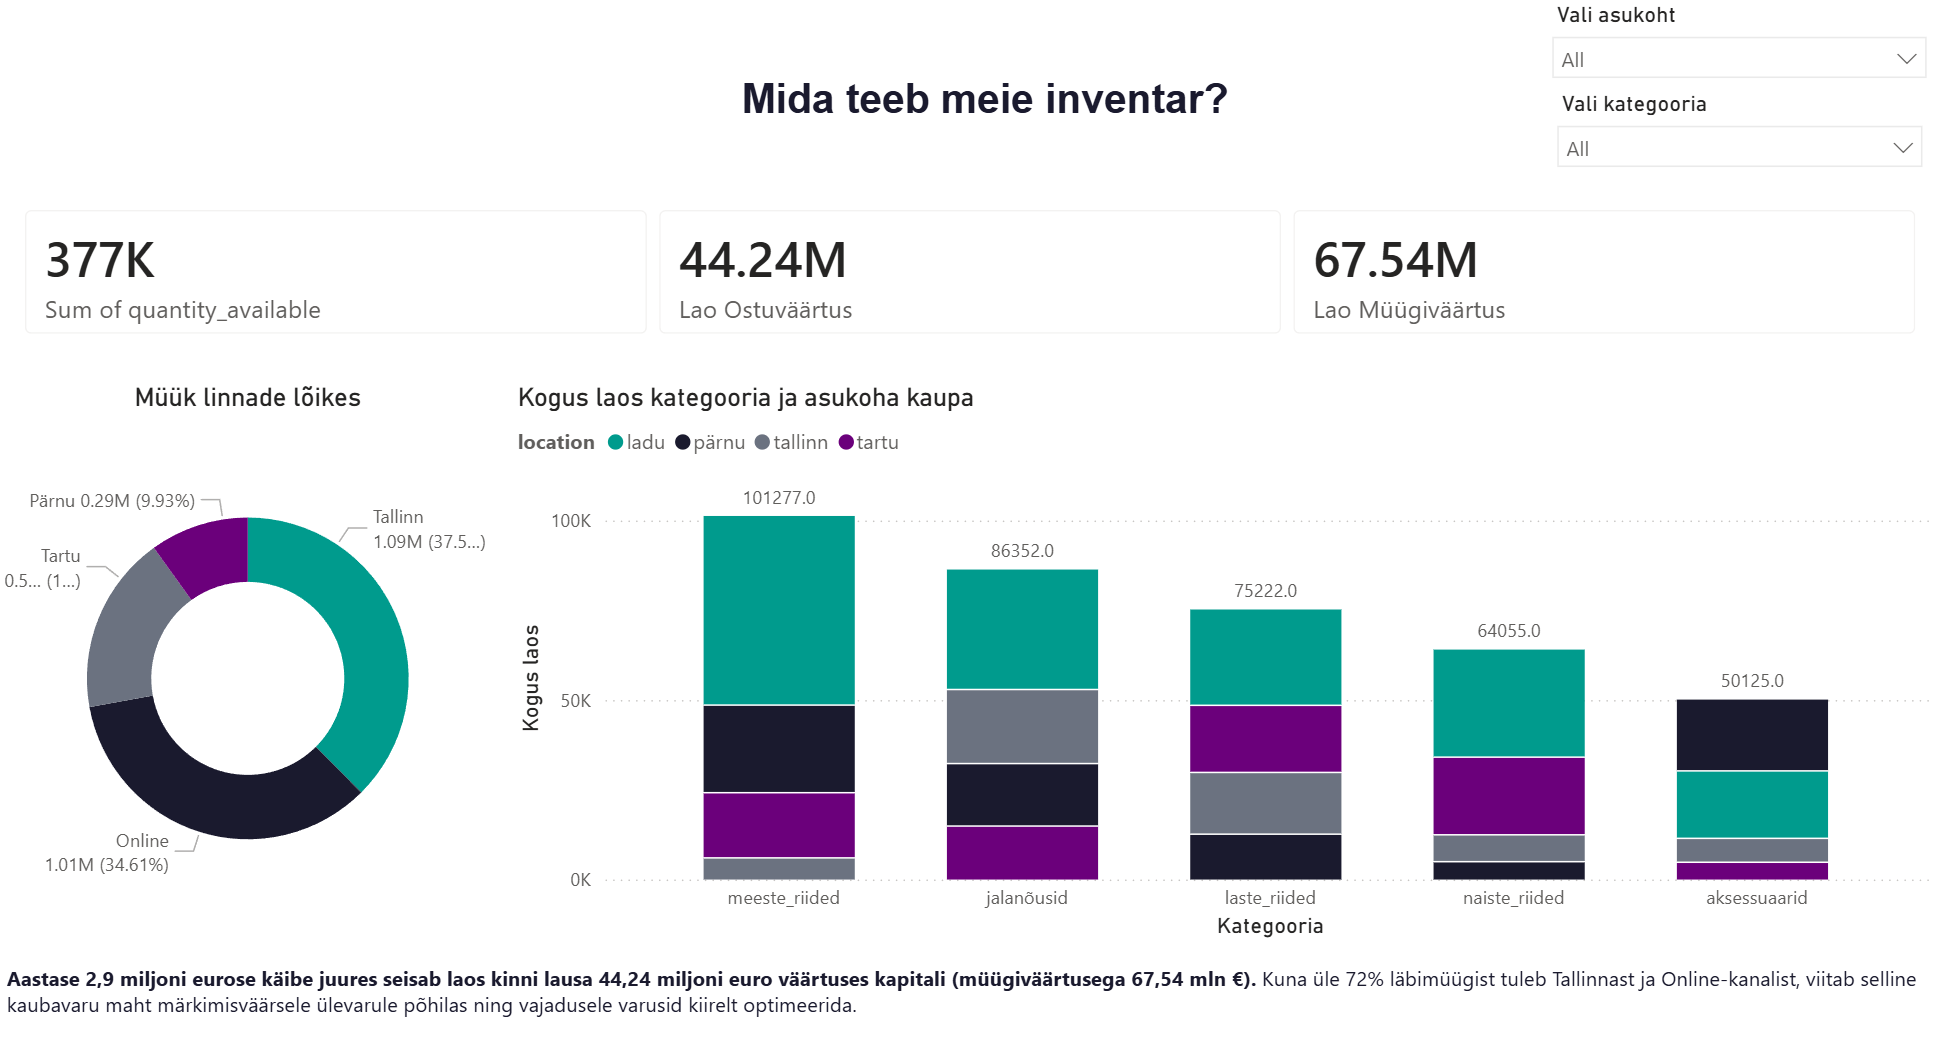 Vali asukoht
All
Mida teeb meie inventar?
Vali kategooria
All
377K
Sum of quantity_available
44.24M
Lao Ostuväärtus
67.54M
Lao Müügiväärtus
Müük linnade lõikes
Pärnu 0.29M (9.93%)
Tallinn
1.09M (37.5...)
Tartu
0.5... (1...)
Online
1.01M (34.61%)
Kogus laos kategooria ja asukoha kaupa
location ladu pärnu tallinn tartu
Kogus laos
100K
50K
0K
101277.0
86352.0
75222.0
64055.0
50125.0
meeste_riided
jalanõusid
laste_riided
naiste_riided
aksessuaarid
Kategooria
Aastase 2,9 miljoni eurose käibe juures seisab laos kinni lausa 44,24 miljoni euro väärtuses kapitali (müügiväärtusega 67,54 mln €). Kuna üle 72% läbimüügist tuleb Tallinnast ja Online-kanalist, viitab selline
kaubavaru maht märkimisväärsele ülevarule põhilas ning vajadusele varusid kiirelt optimeerida.